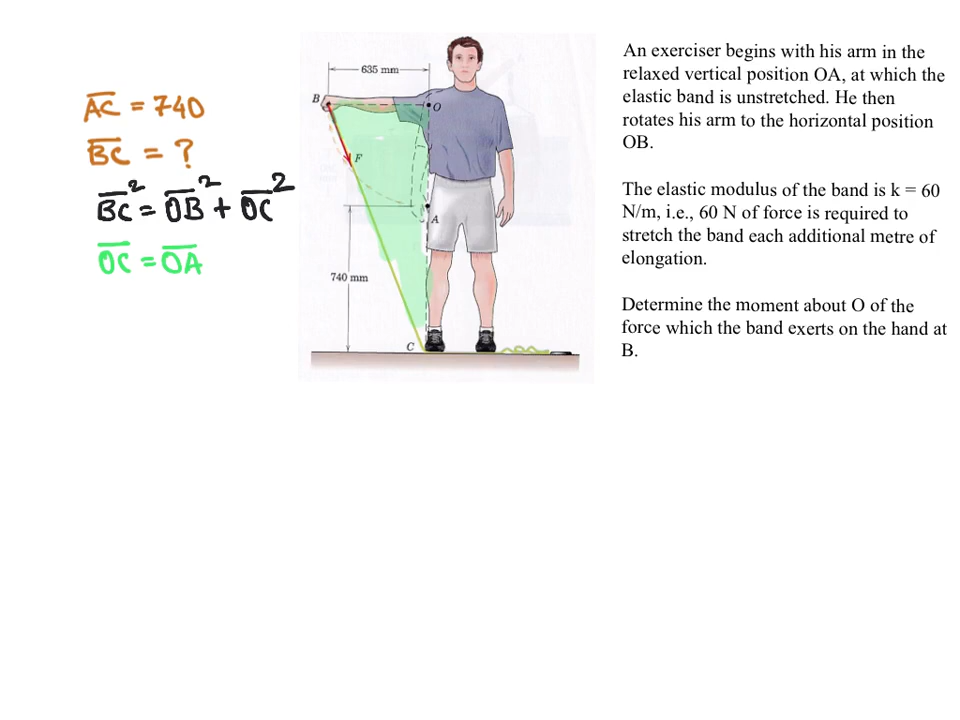 AC = 740
BC = ?
BC² = OB² + OC²
OC = OA
635 mm
B
O
F
A
740 mm
C
An exerciser begins with his arm in the
relaxed vertical position OA, at which the
elastic band is unstretched. He then
rotates his arm to the horizontal position
OB.
The elastic modulus of the band is k = 60
N/m, i.e., 60 N of force is required to
stretch the band each additional metre of
elongation.
Determine the moment about O of the
force which the band exerts on the hand at
B.